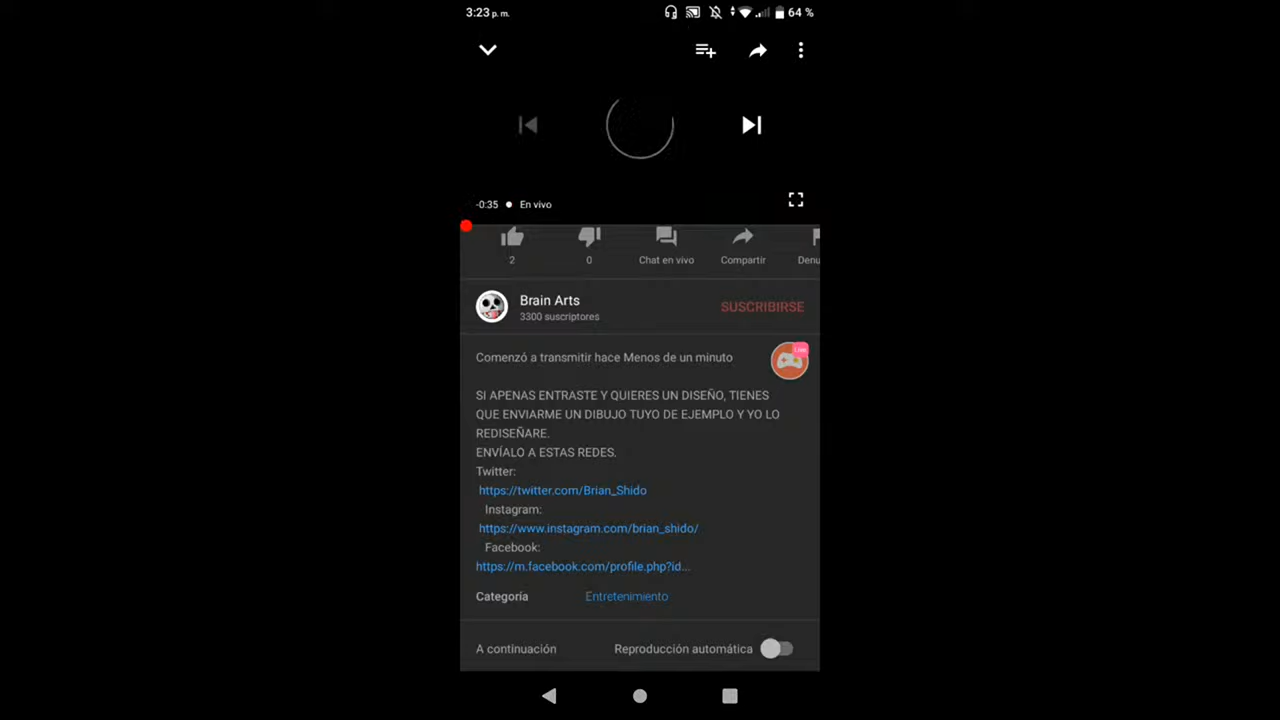 3:23 p. m.
64 %
-0:35 En vivo
2
0
Chat en vivo
Compartir
Denu
Brain Arts
3300 suscriptores
SUSCRIBIRSE
Comenzó a transmitir hace Menos de un minuto
Live
SI APENAS ENTRASTE Y QUIERES UN DISEÑO, TIENES
QUE ENVIARME UN DIBUJO TUYO DE EJEMPLO Y YO LO
REDISEÑARE.
ENVÍALO A ESTAS REDES.
Twitter:
https://twitter.com/Brian_Shido
Instagram:
https://www.instagram.com/brian_shido/
Facebook:
https://m.facebook.com/profile.php?id...
Categoría Entretenimiento
A continuación Reproducción automática